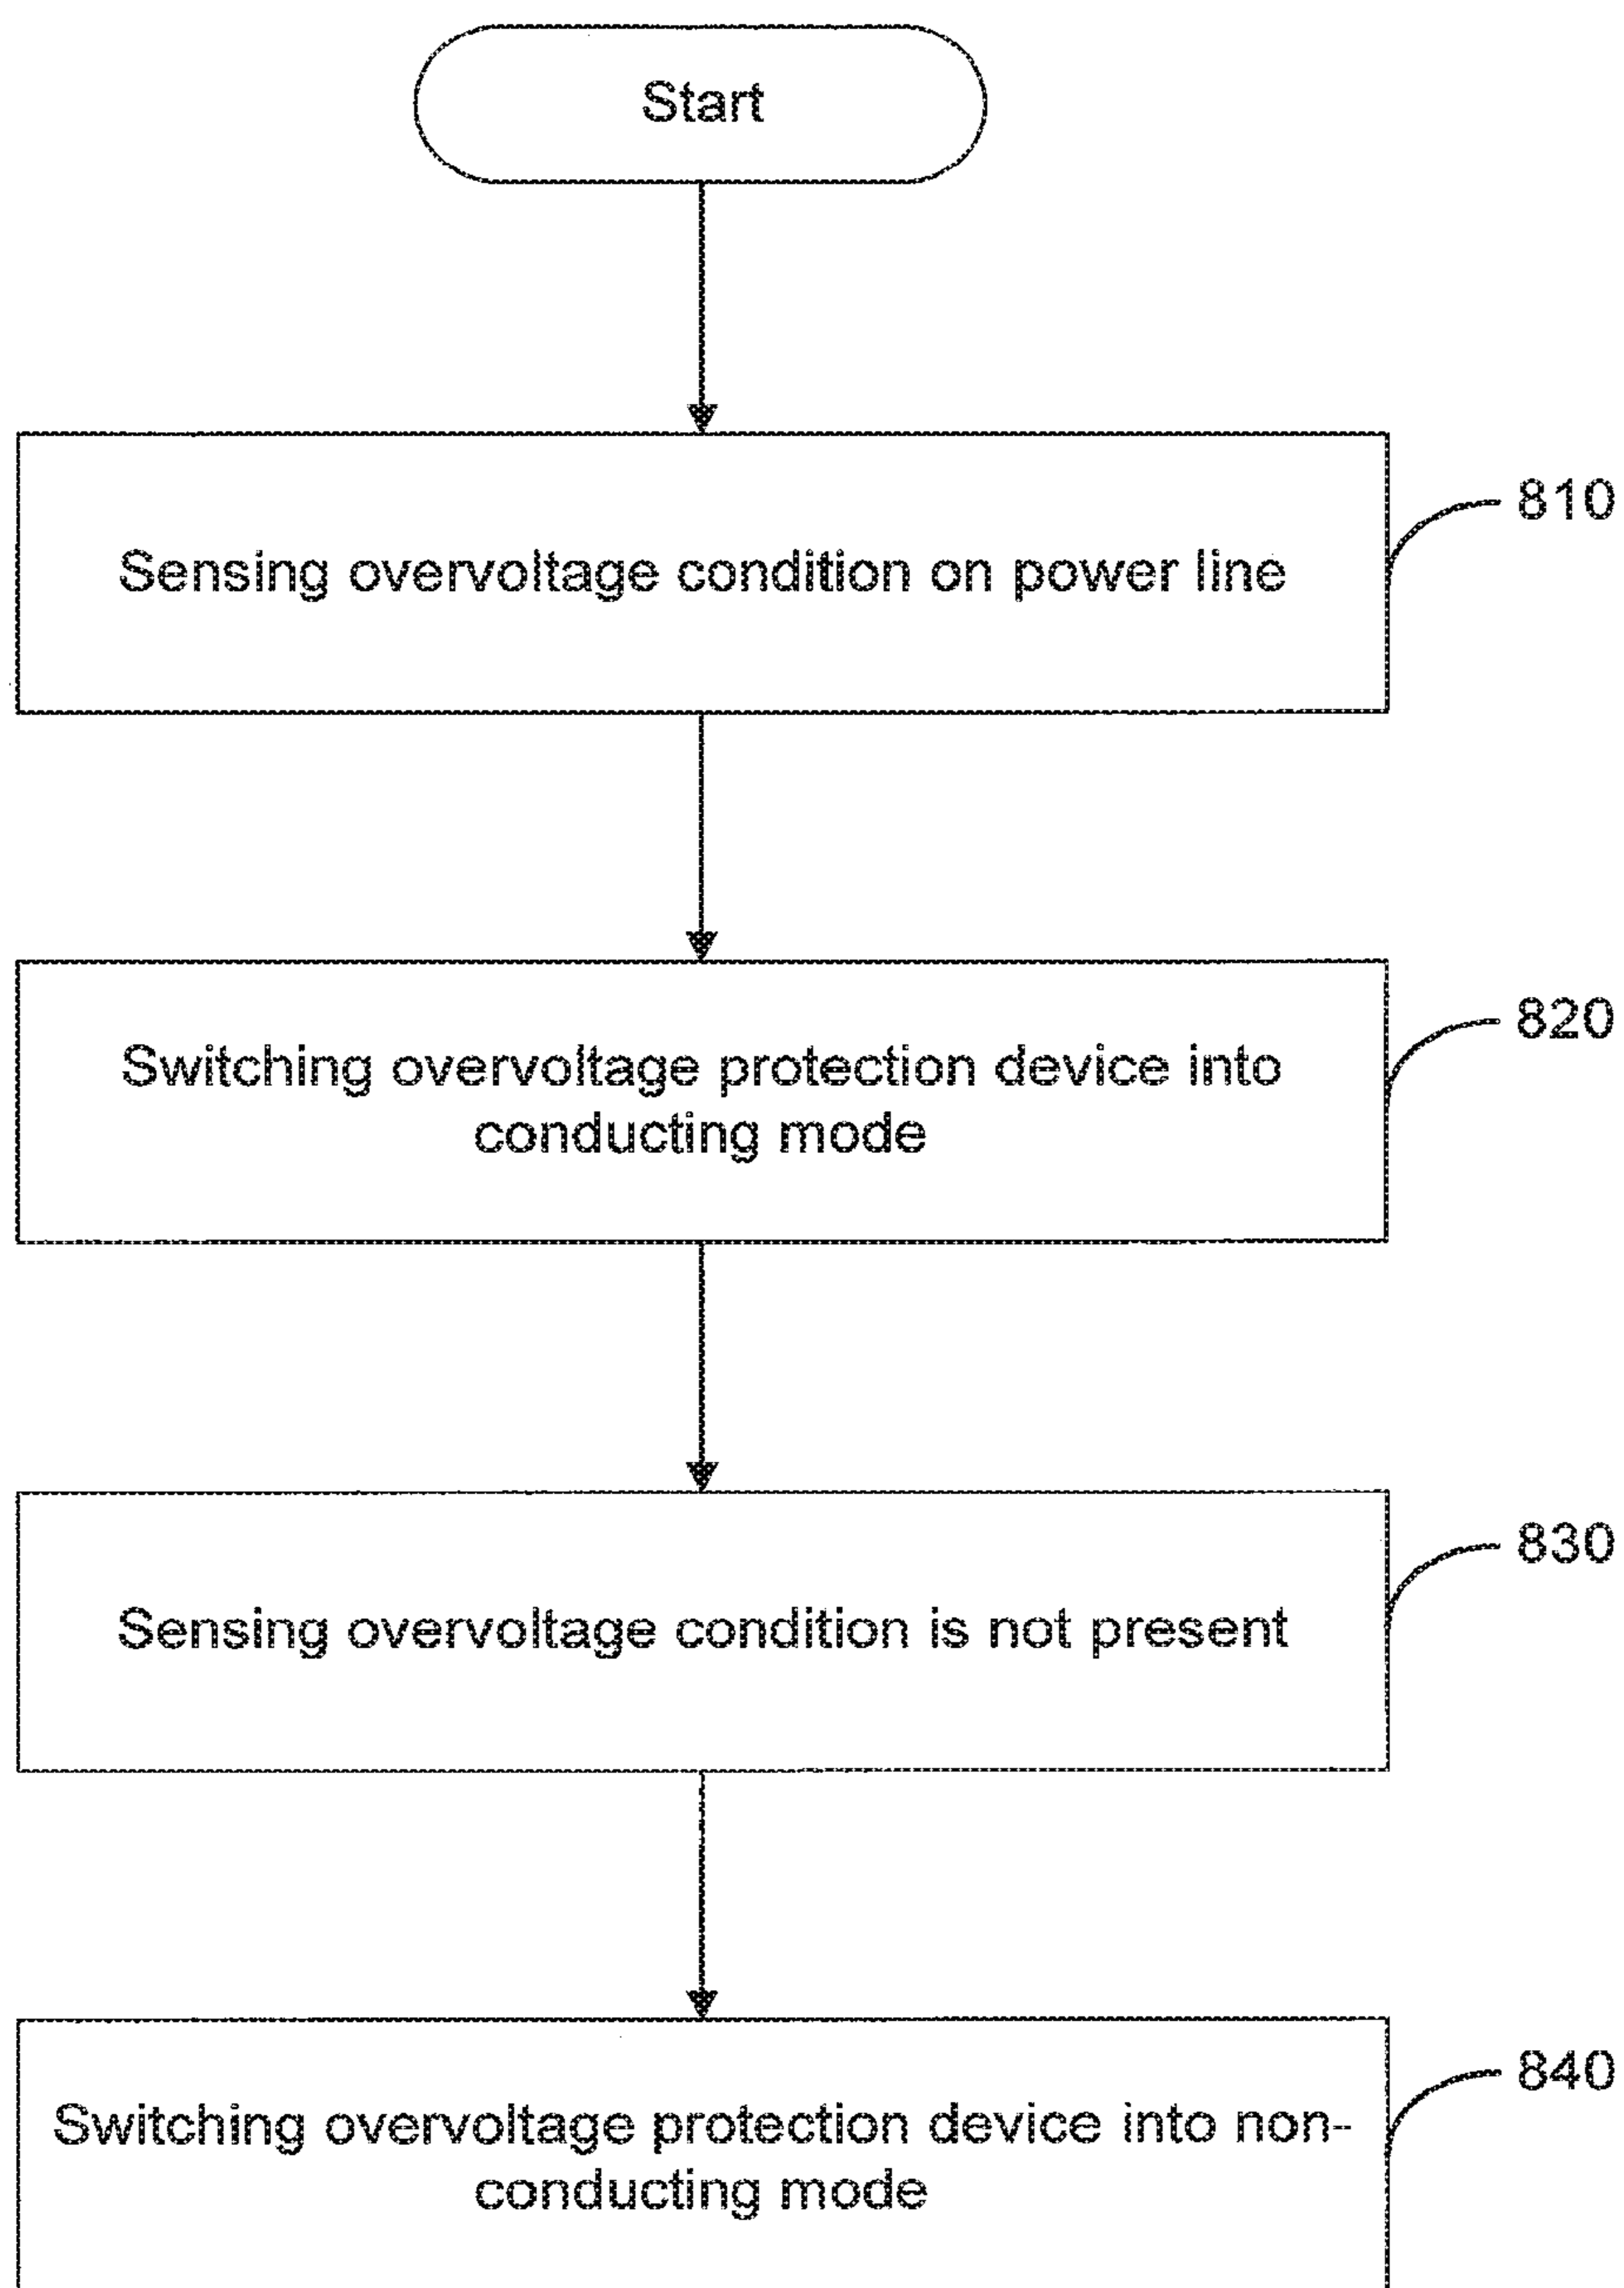 Start
810
Sensing overvoltage condition on power line
820
Switching overvoltage protection device into
conducting mode
830
Sensing overvoltage condition is not present
840
Switching overvoltage protection device into non-
conducting mode